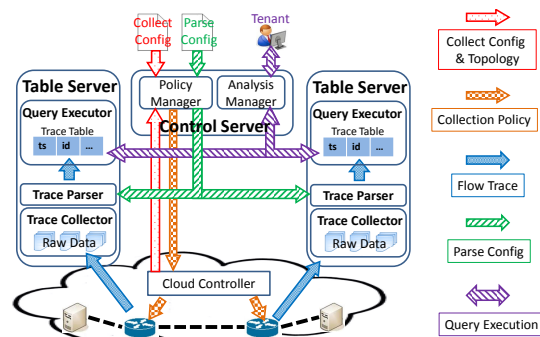 Collect
Config
Parse
Config
Tenant
Table Server
Query Executor
Trace Table
ts id ...
Trace Parser
Trace Collector
Raw Data
Policy
Manager
Analysis
Manager
Control Server
Table Server
Query Executor
Trace Table
ts id ...
Trace Parser
Trace Collector
Raw Data
Cloud Controller
Collect Config
& Topology
Collection Policy
Flow Trace
Parse Config
Query Execution